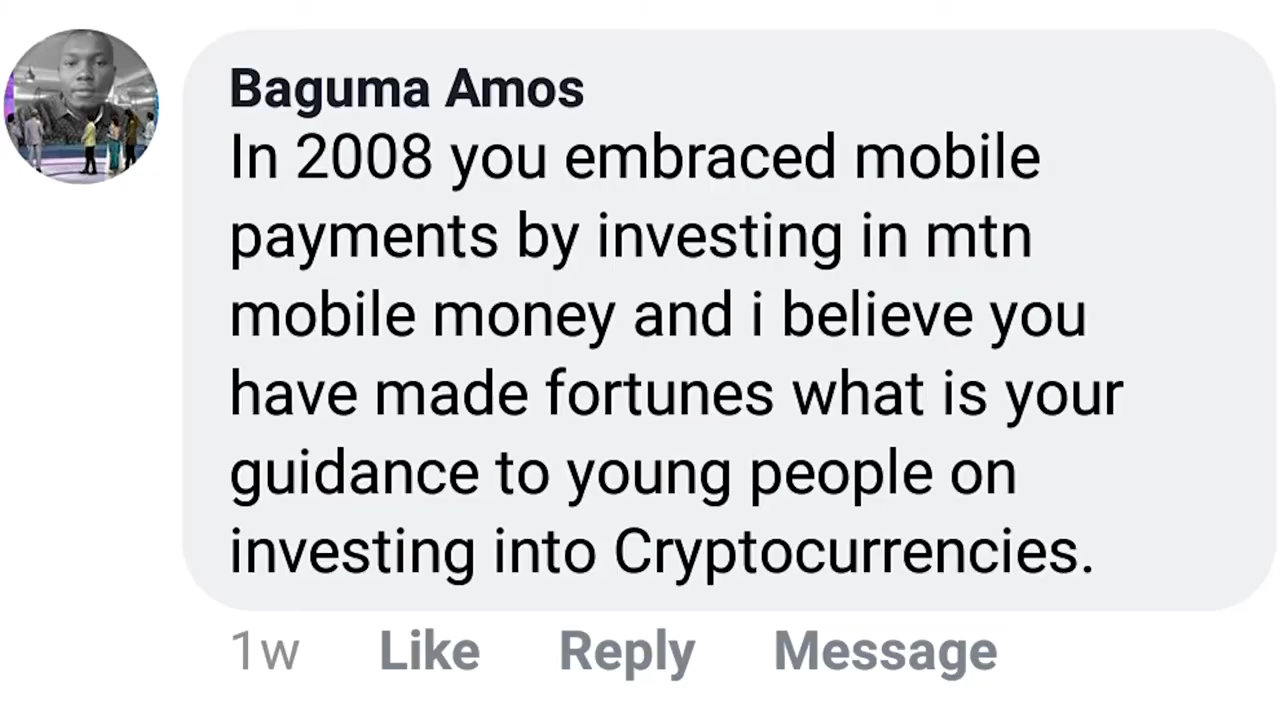 Baguma Amos
In 2008 you embraced mobile
payments by investing in mtn
mobile money and i believe you
have made fortunes what is your
guidance to young people on
investing into Cryptocurrencies.
1w Like Reply Message